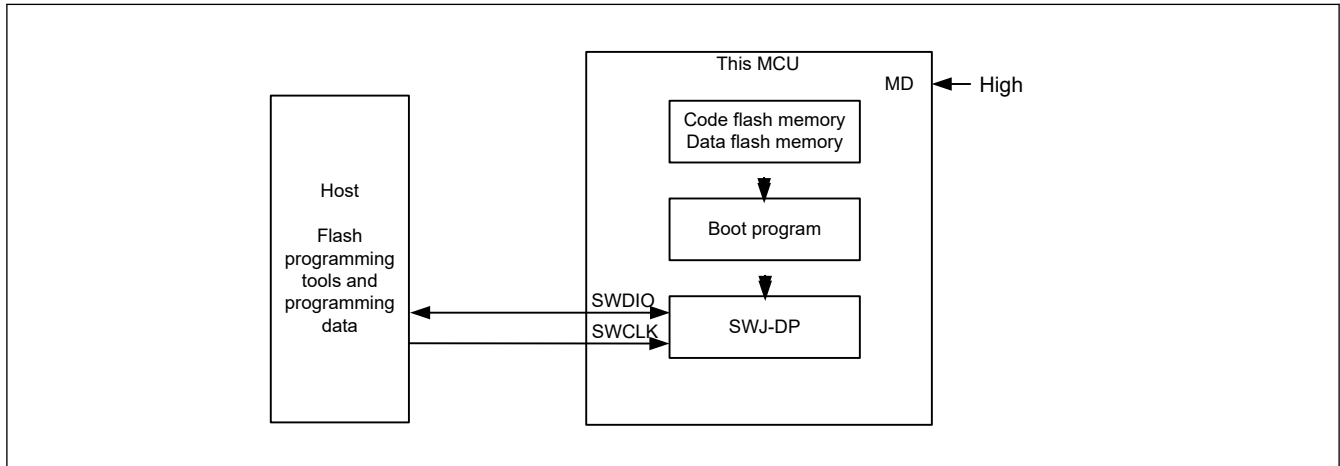 This MCU
MD
High
Code flash memory
Data flash memory
Host
Boot program
Flash
programming
tools and
programming
data
SWDIO
SWCLK
SWJ-DP